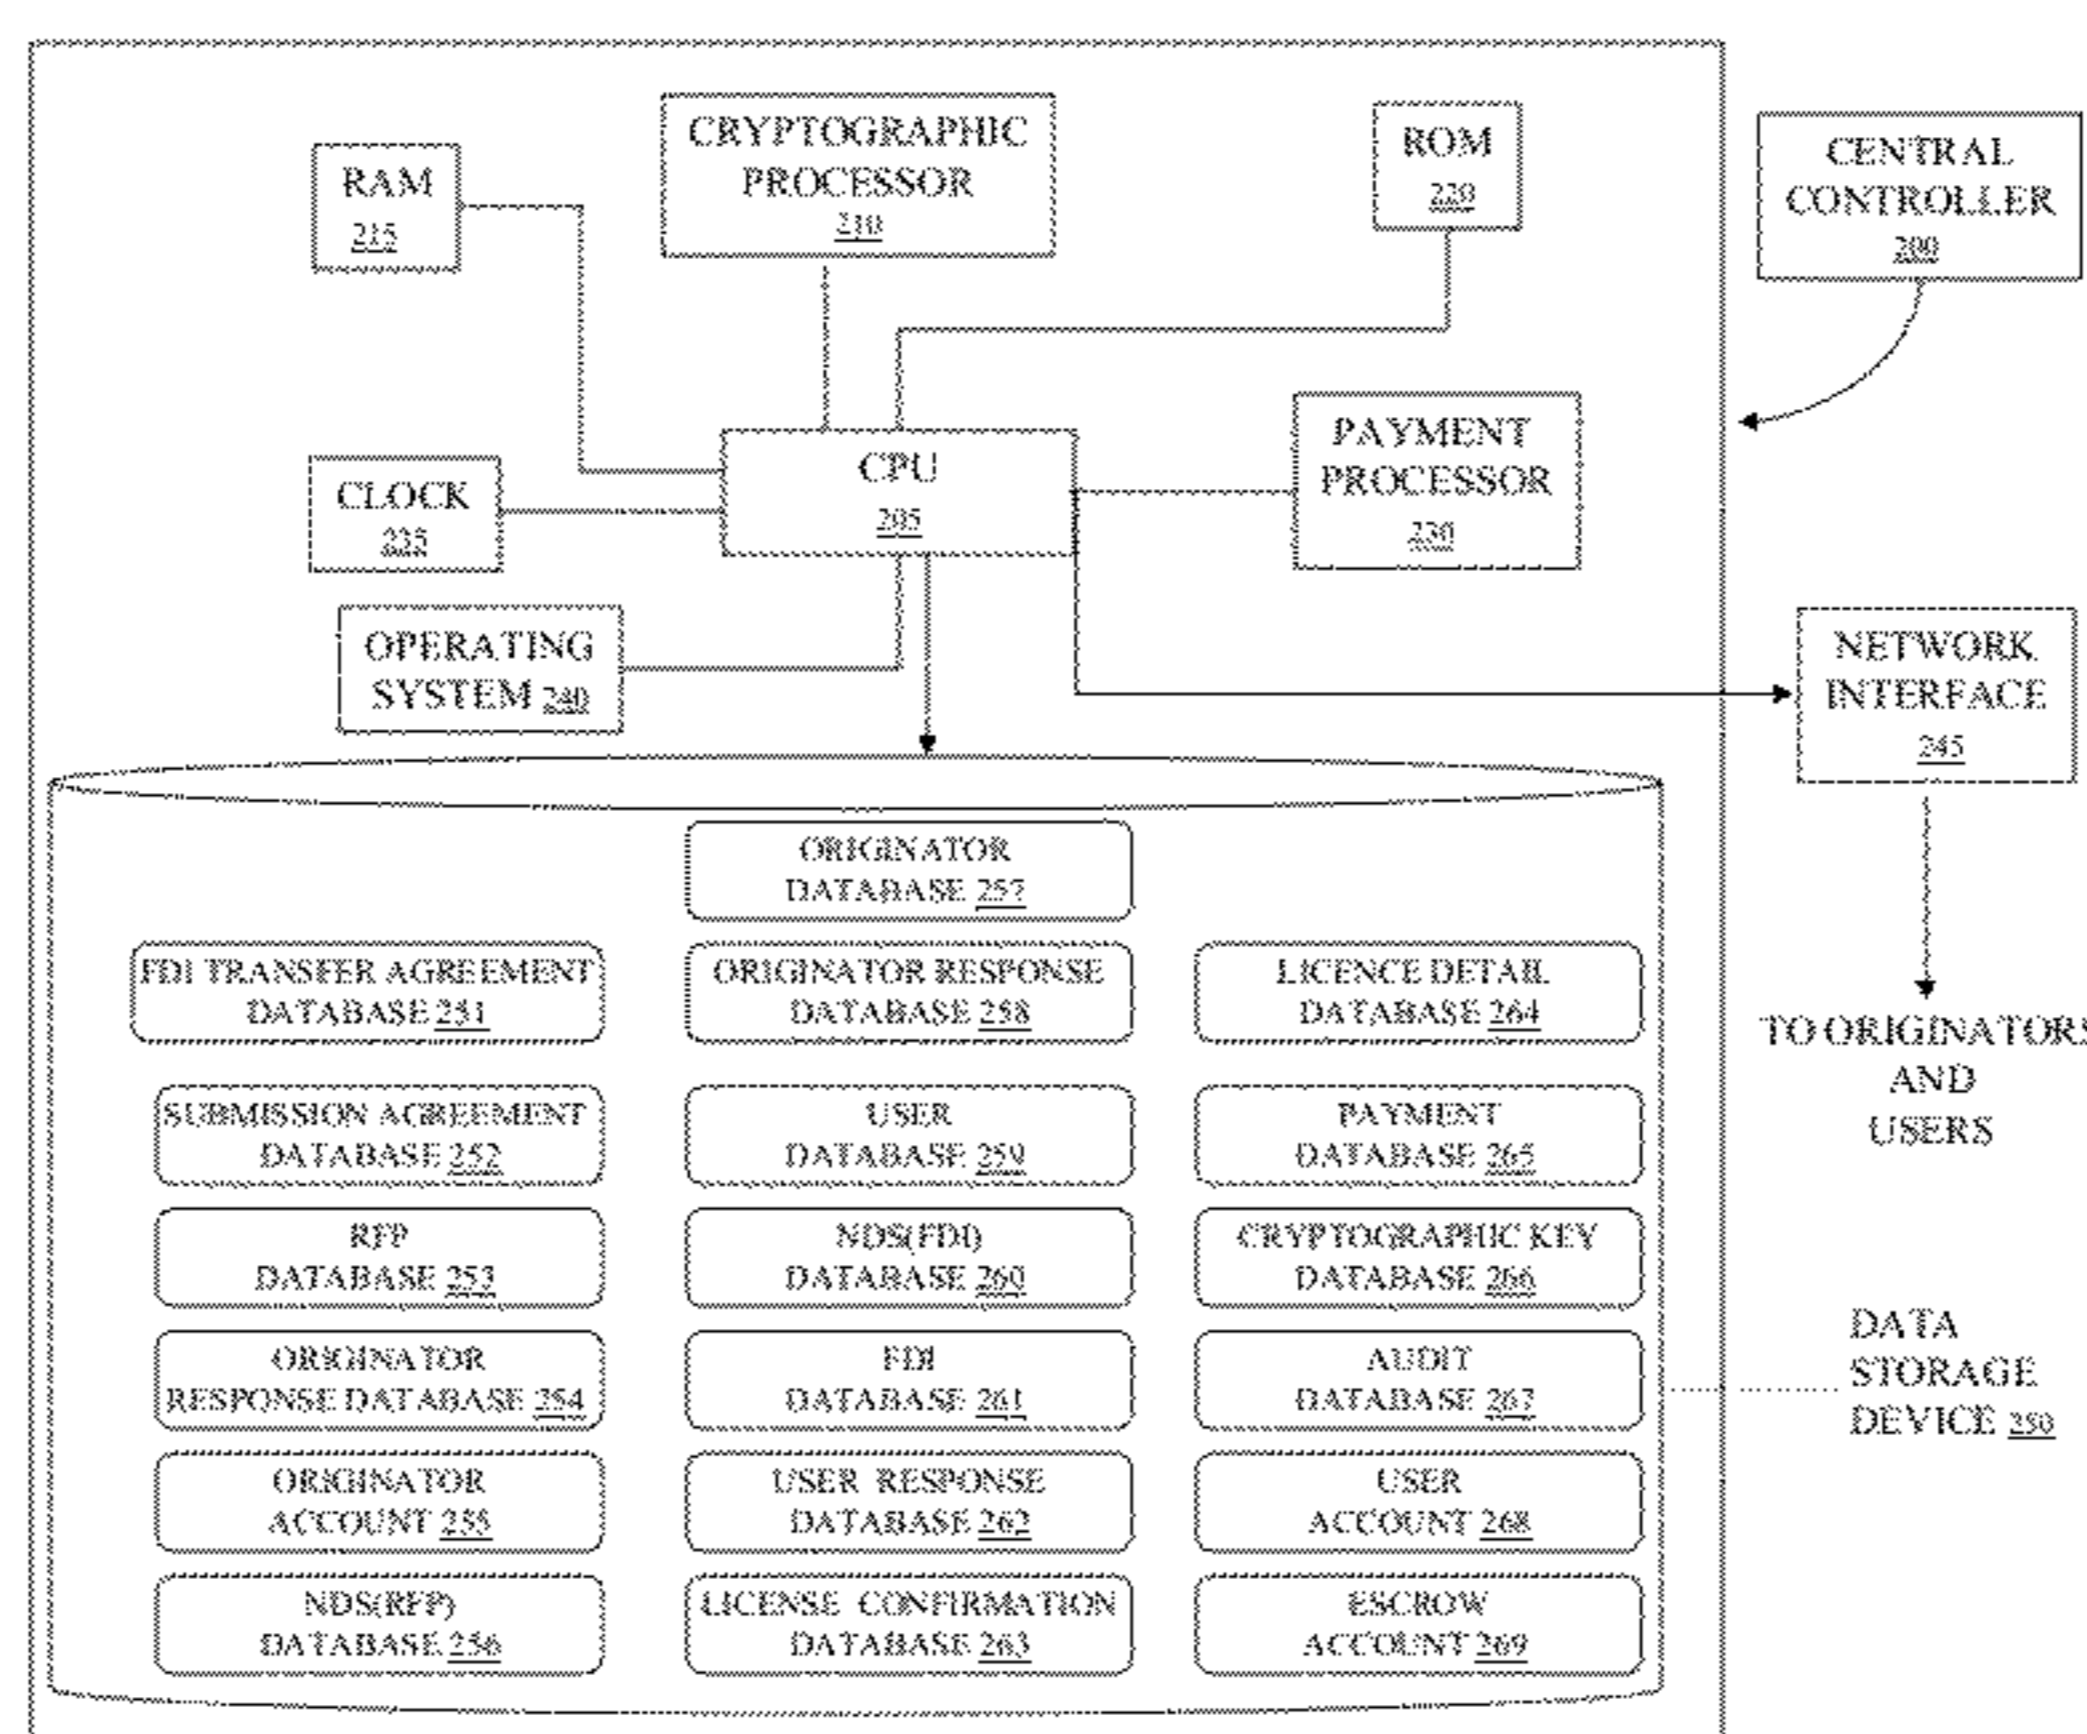 RAM
215
CRYPTOGRAPHIC
PROCESSOR
210
ROM
220
CENTRAL
CONTROLLER
200
CLOCK
225
CPU
205
PAYMENT
PROCESSOR
230
OPERATING
SYSTEM 240
NETWORK
INTERFACE
245
ORIGINATOR
DATABASE 257
FDI TRANSFER AGREEMENT
DATABASE 251
ORIGINATOR RESPONSE
DATABASE 258
LICENCE DETAIL
DATABASE 264
TO ORIGINATORS
AND
USERS
SUBMISSION AGREEMENT
DATABASE 252
USER
DATABASE 259
PAYMENT
DATABASE 265
RFP
DATABASE 253
NDS(FDI)
DATABASE 260
CRYPTOGRAPHIC KEY
DATABASE 266
ORIGINATOR
RESPONSE DATABASE 254
FDI
DATABASE 261
AUDIT
DATABASE 267
DATA
STORAGE
DEVICE 250
ORIGINATOR
ACCOUNT 255
USER RESPONSE
DATABASE 262
USER
ACCOUNT 268
NDS(RFP)
DATABASE 256
LICENSE CONFIRMATION
DATABASE 263
ESCROW
ACCOUNT 269